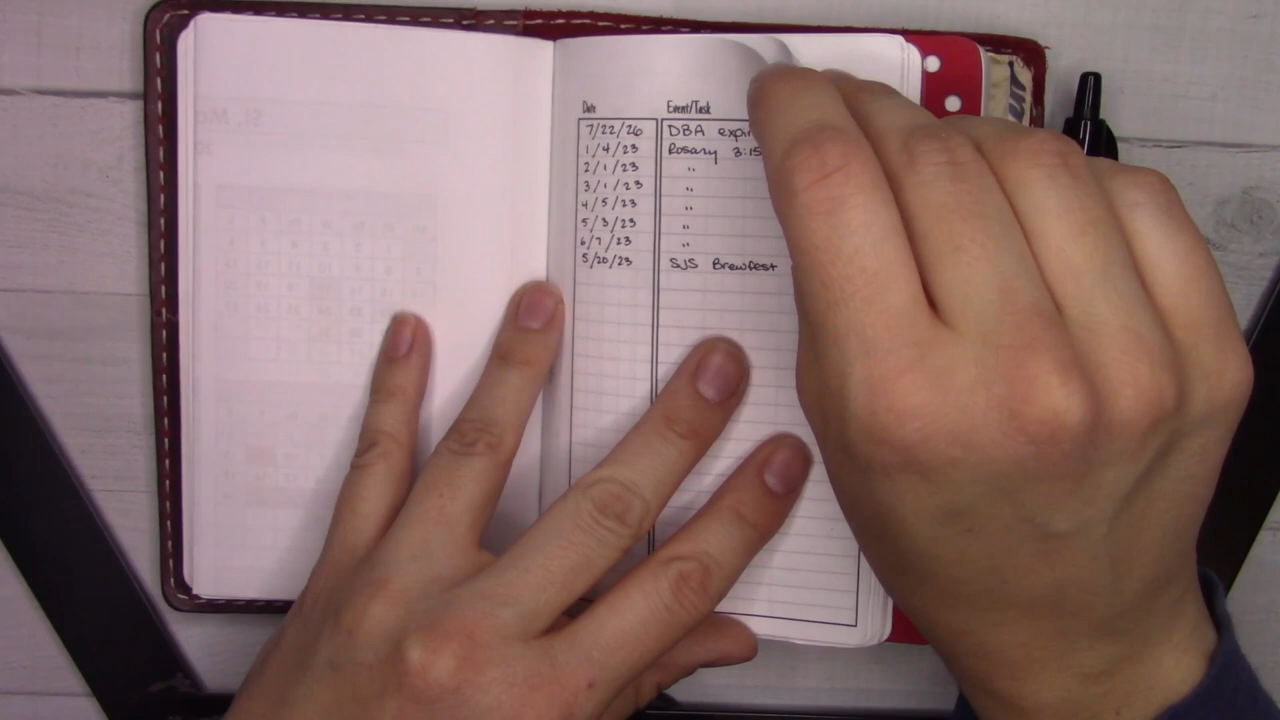 Date Event/Task
7/22/26 DBA expir
1/4/23 Rosary 3:15
2/1/23 "
3/1/23 "
4/5/23 "
5/3/23 "
6/7/23 "
5/20/23 SJS Brewfest